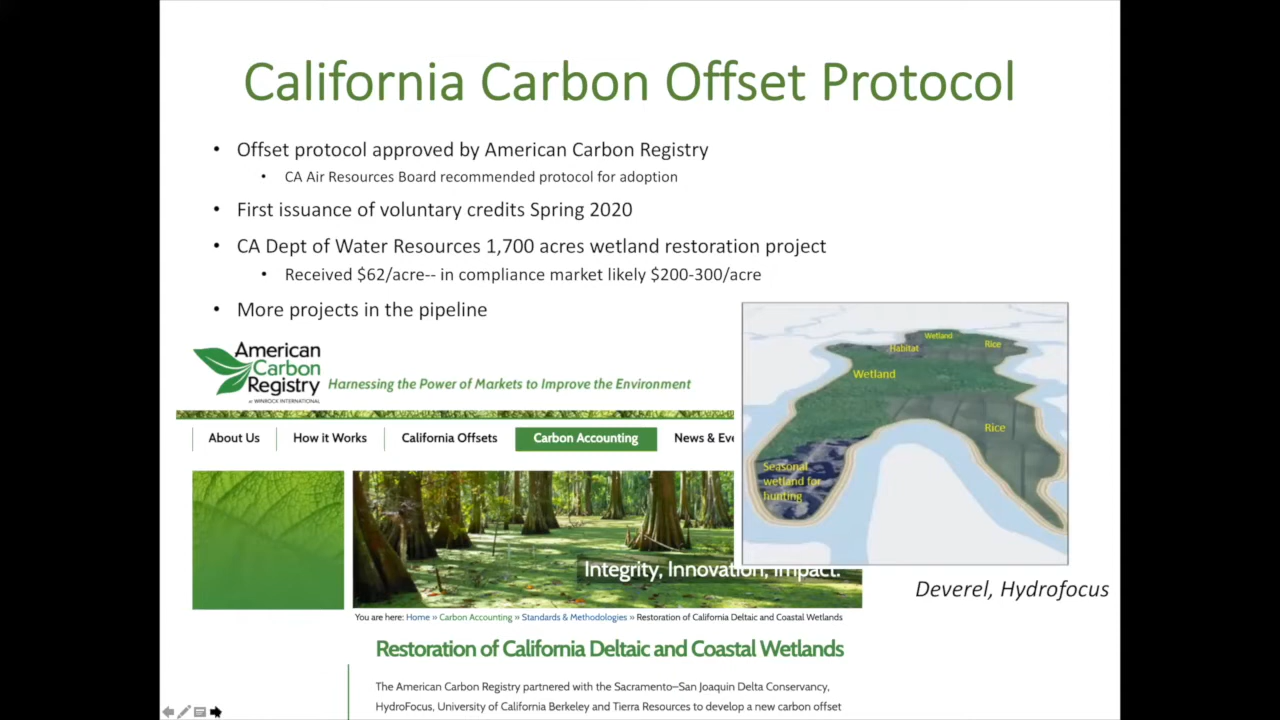 California Carbon Offset Protocol
• Offset protocol approved by American Carbon Registry
• CA Air Resources Board recommended protocol for adoption
• First issuance of voluntary credits Spring 2020
• CA Dept of Water Resources 1,700 acres wetland restoration project
• Received $62/acre-- in compliance market likely $200-300/acre
• More projects in the pipeline
American
Carbon
Registry
at WINROCK INTERNATIONAL
Harnessing the Power of Markets to Improve the Environment
About Us How it Works California Offsets Carbon Accounting News & Eve
Integrity, Innovation, Impact.
Wetland
Habitat
Rice
Wetland
Rice
Seasonal
wetland for
hunting
Deverel, Hydrofocus
You are here: Home » Carbon Accounting » Standards & Methodologies » Restoration of California Deltaic and Coastal Wetlands
Restoration of California Deltaic and Coastal Wetlands
The American Carbon Registry partnered with the Sacramento–San Joaquin Delta Conservancy,
HydroFocus, University of California Berkeley and Tierra Resources to develop a new carbon offset